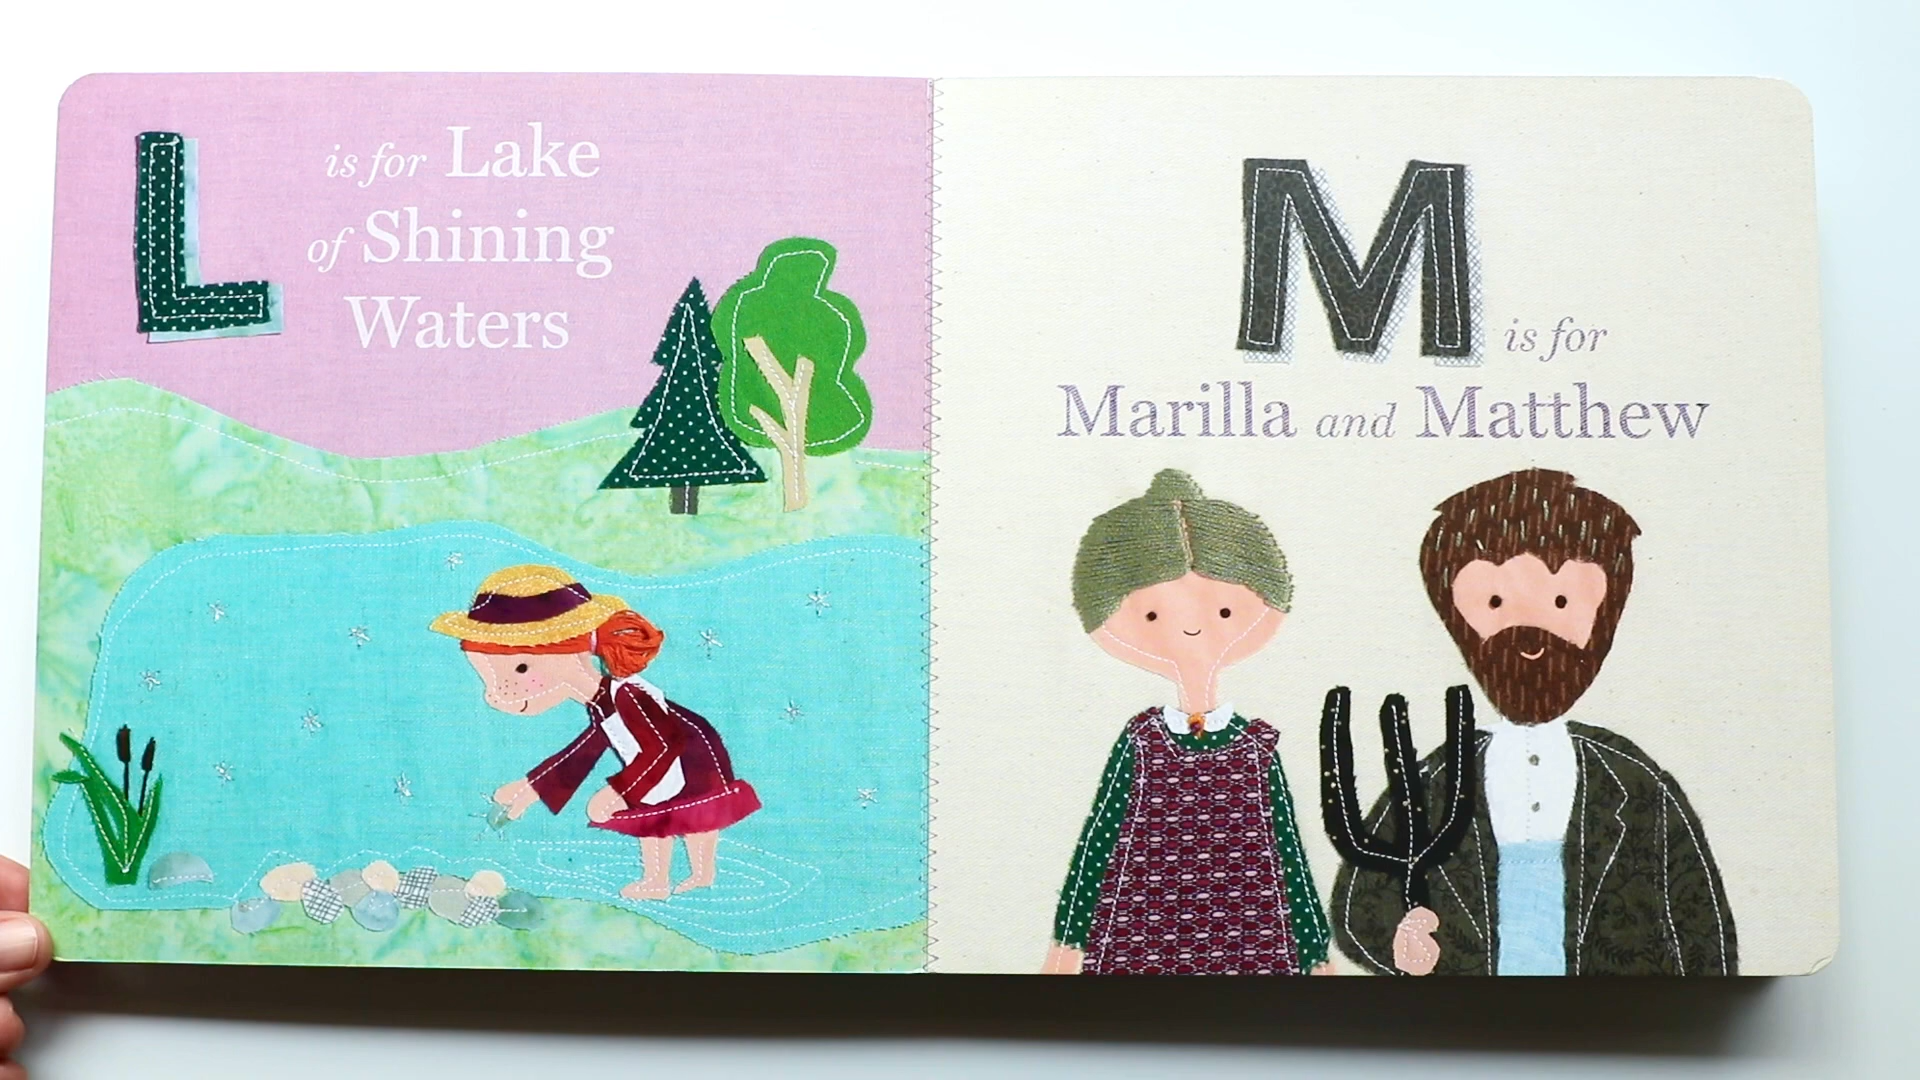 L is for Lake
of Shining
Waters
M is for
Marilla and Matthew